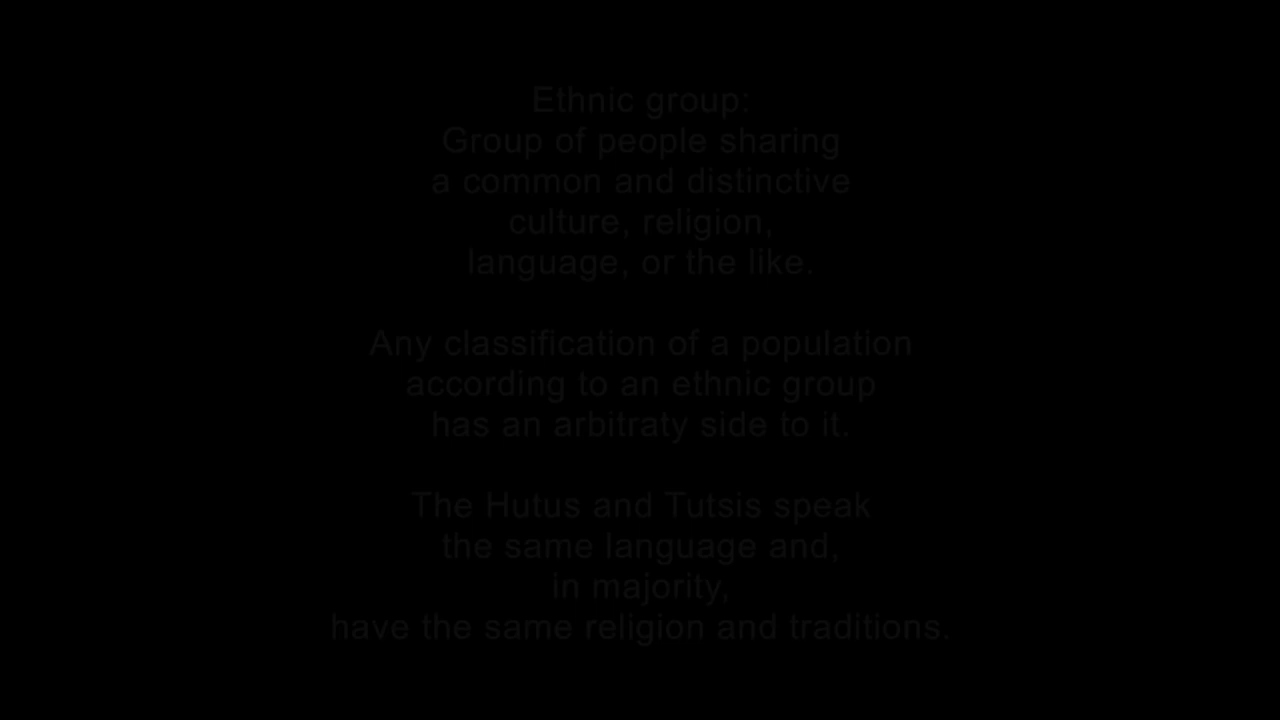 Ethnic group:
Group of people sharing
a common and distinctive
culture, religion,
language, or the like.
Any classification of a population
according to an ethnic group
has an arbitraty side to it.
The Hutus and Tutsis speak
the same language and,
in majority,
have the same religion and traditions.